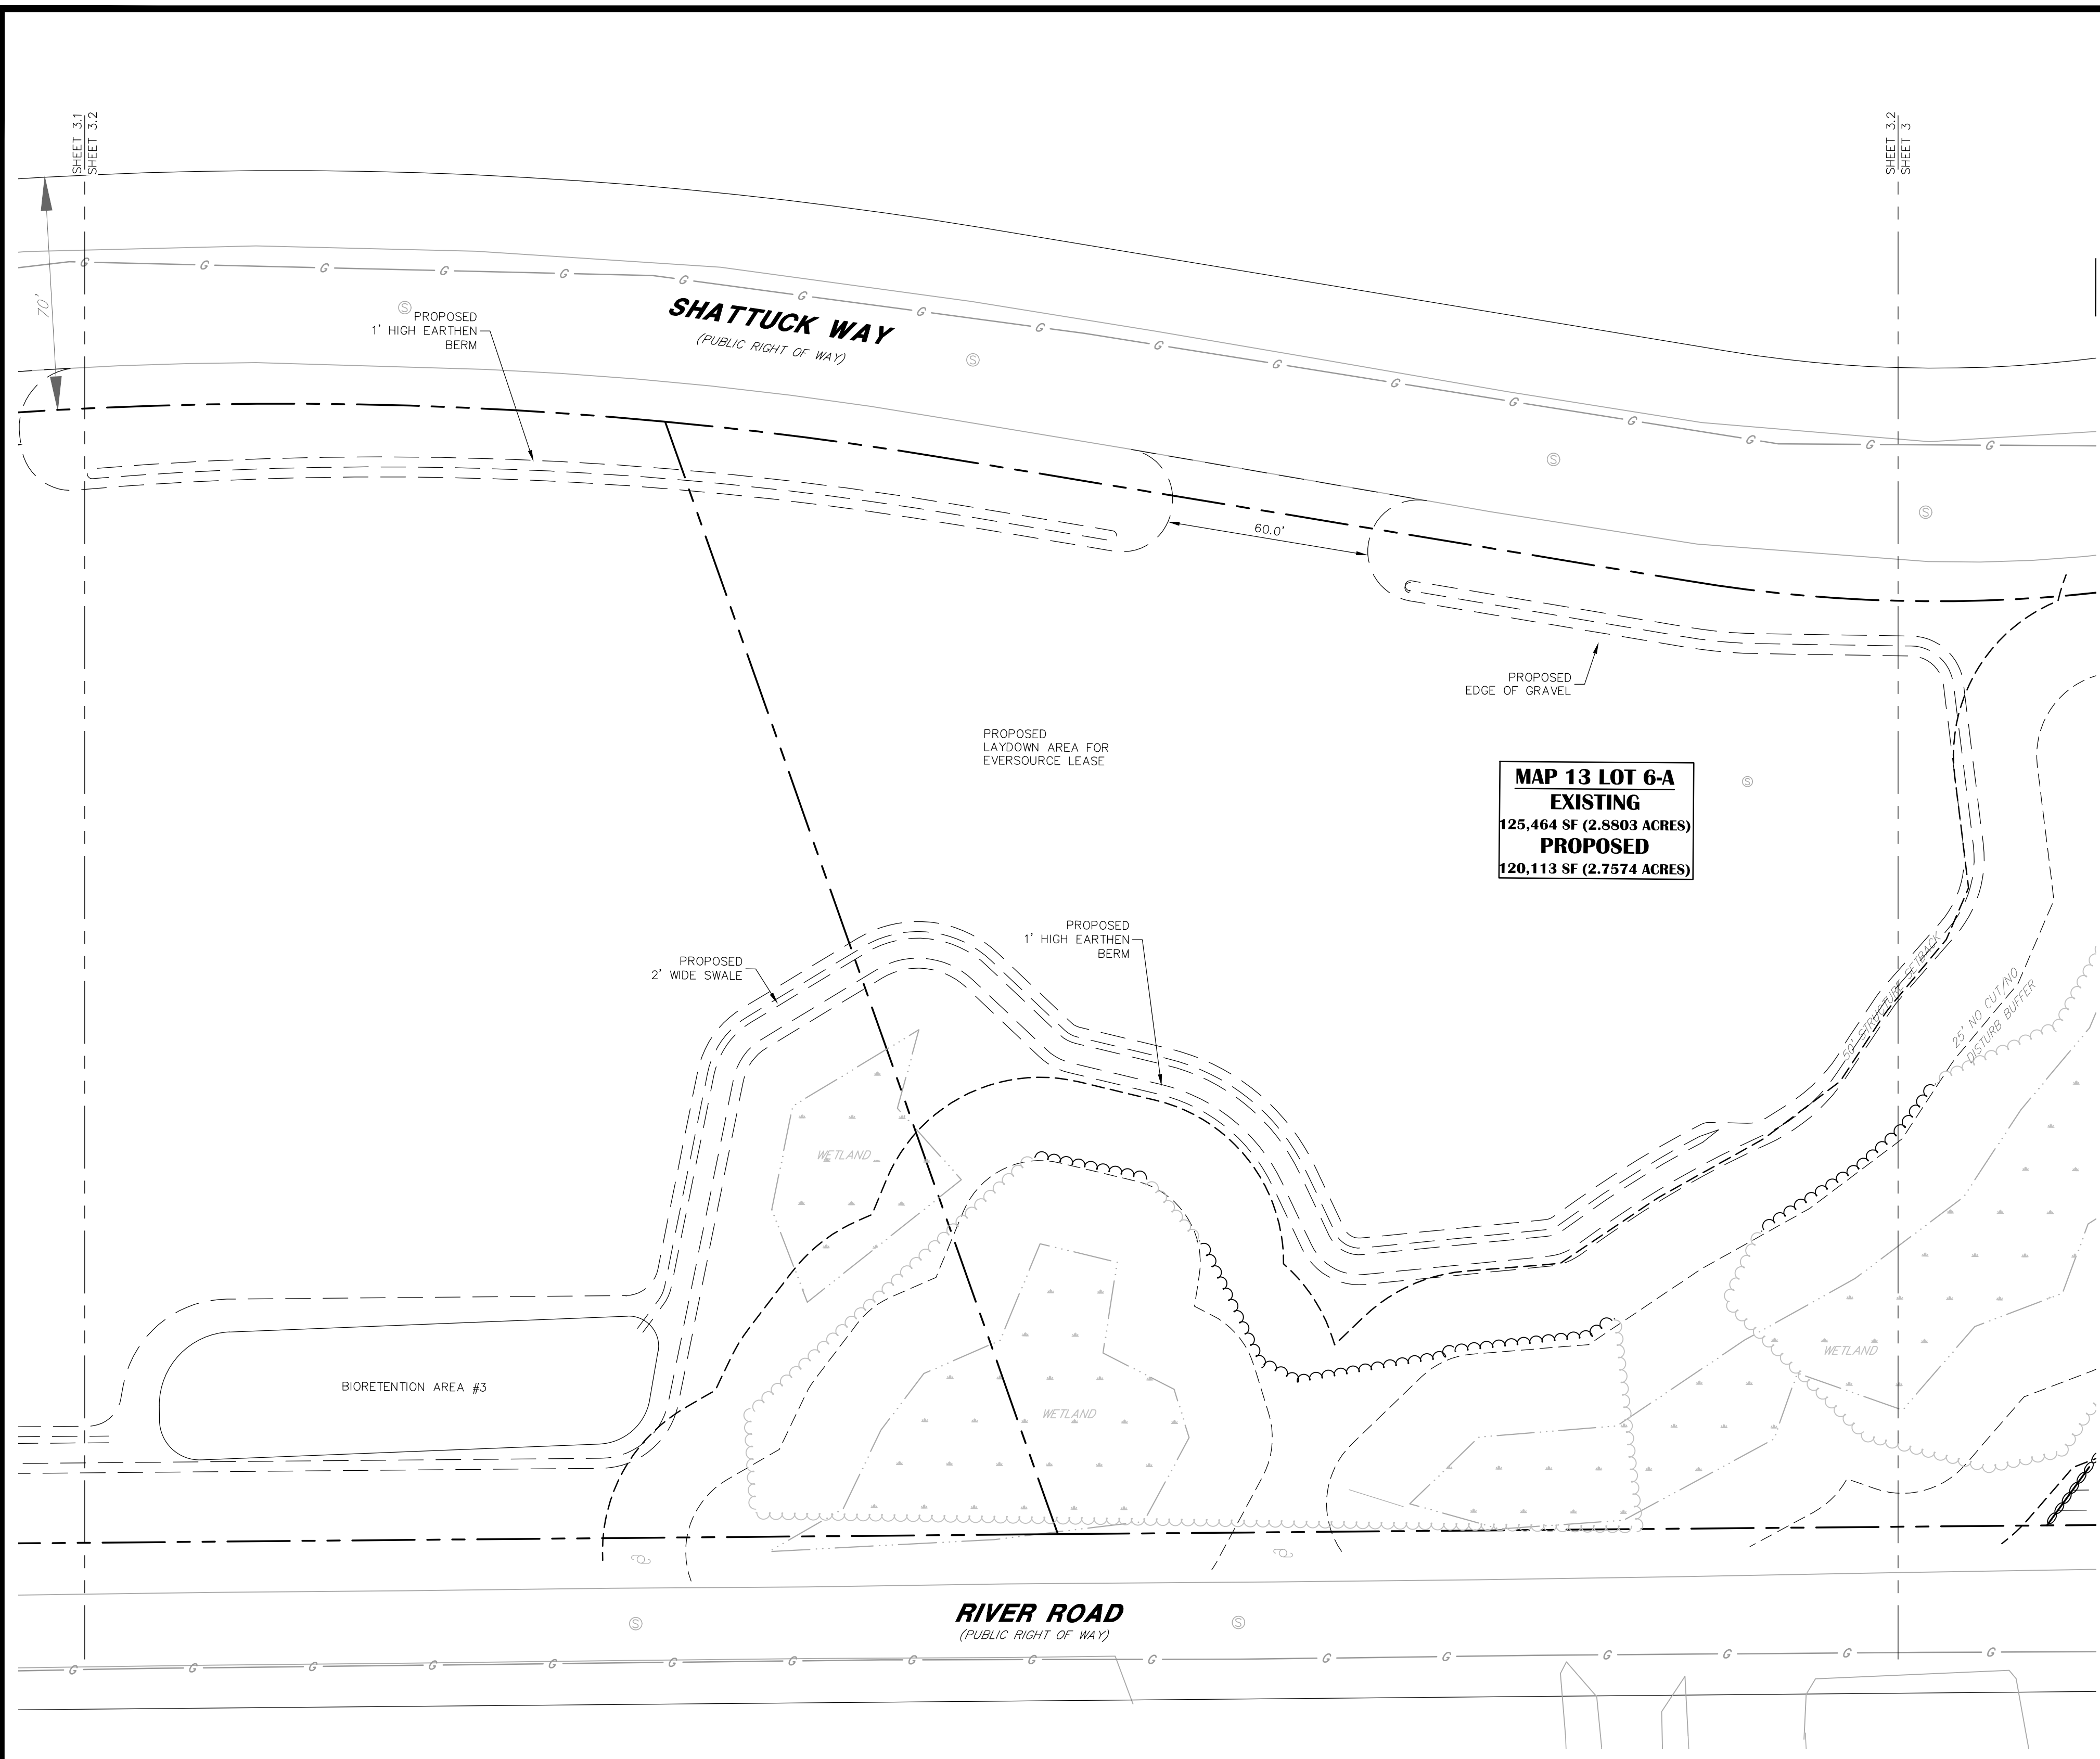 SHEET 3.1
SHEET 3.2
SHEET 3.2
SHEET 3
70'
G G G G G G G G G G G G G G G G G
S
PROPOSED
1' HIGH EARTHEN
BERM
SHATTUCK WAY
(PUBLIC RIGHT OF WAY)
S
S
S
60.0'
PROPOSED
EDGE OF GRAVEL
PROPOSED
LAYDOWN AREA FOR
EVERSOURCE LEASE
MAP 13 LOT 6-A
EXISTING
125,464 SF (2.8803 ACRES)
PROPOSED
120,113 SF (2.7574 ACRES)
S
PROPOSED
1' HIGH EARTHEN
BERM
PROPOSED
2' WIDE SWALE
50' STRUCTURE SETBACK
25' NO CUT/NO
DISTURB BUFFER
WETLAND
WETLAND
WETLAND
BIORETENTION AREA #3
RIVER ROAD
(PUBLIC RIGHT OF WAY)
S
S
G G G G G G G G G G G G G G G G